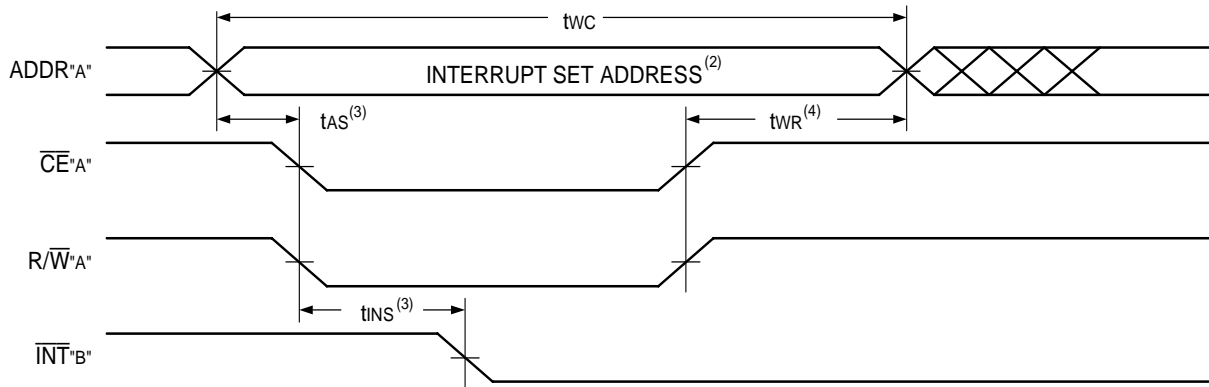 tWC
ADDR"A"
INTERRUPT SET ADDRESS(2)
tAS(3)
tWR(4)
CE"A"
R/W"A"
tINS(3)
INT"B"